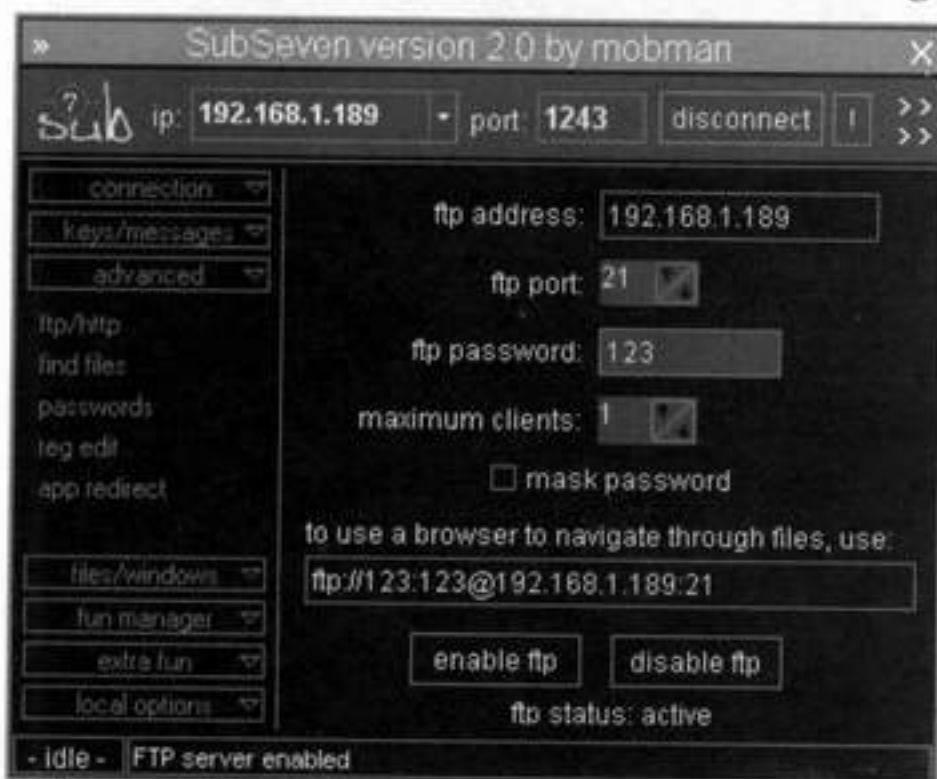 » SubSeven version 2.0 by mobman X
sub7 ip: 192.168.1.189 port: 1243 disconnect ! >> >>
connection
keys/messages
advanced
ftp/http
find files
passwords
reg edit
app redirect
files/windows
fun manager
extra fun
local options
ftp address: 192.168.1.189
ftp port: 21
ftp password: 123
maximum clients: 1
mask password
to use a browser to navigate through files, use:
ftp://123:123@192.168.1.189:21
enable ftp disable ftp
ftp status: active
- idle - FTP server enabled